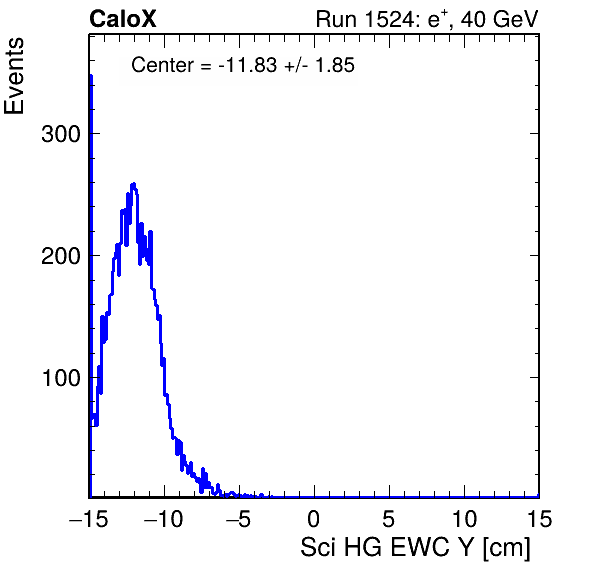 CaloX Run 1524: e⁺, 40 GeV
Center = -11.83 +/- 1.85
Events
300
200
100
−15 −10 −5 0 5 10 15
Sci HG EWC Y [cm]